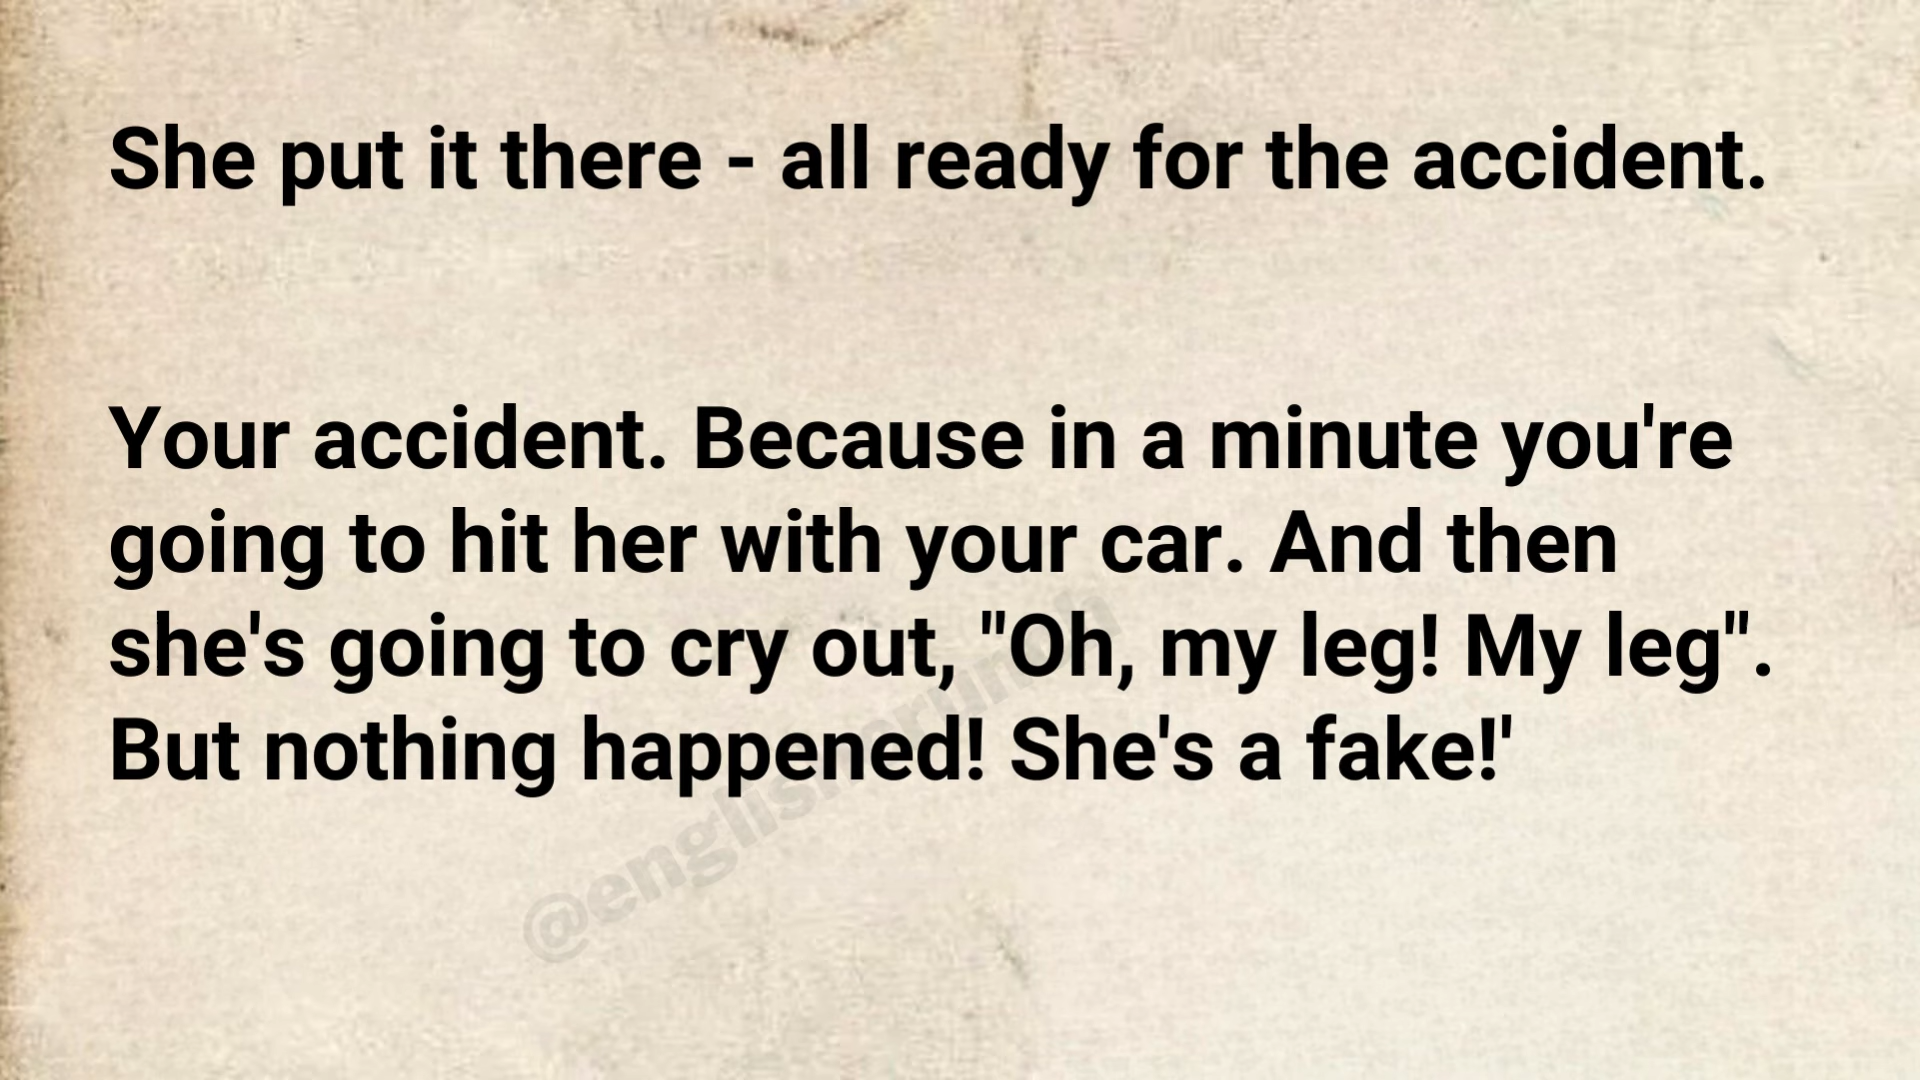 She put it there - all ready for the accident.
Your accident. Because in a minute you're
going to hit her with your car. And then
she's going to cry out, "Oh, my leg! My leg".
But nothing happened! She's a fake!'